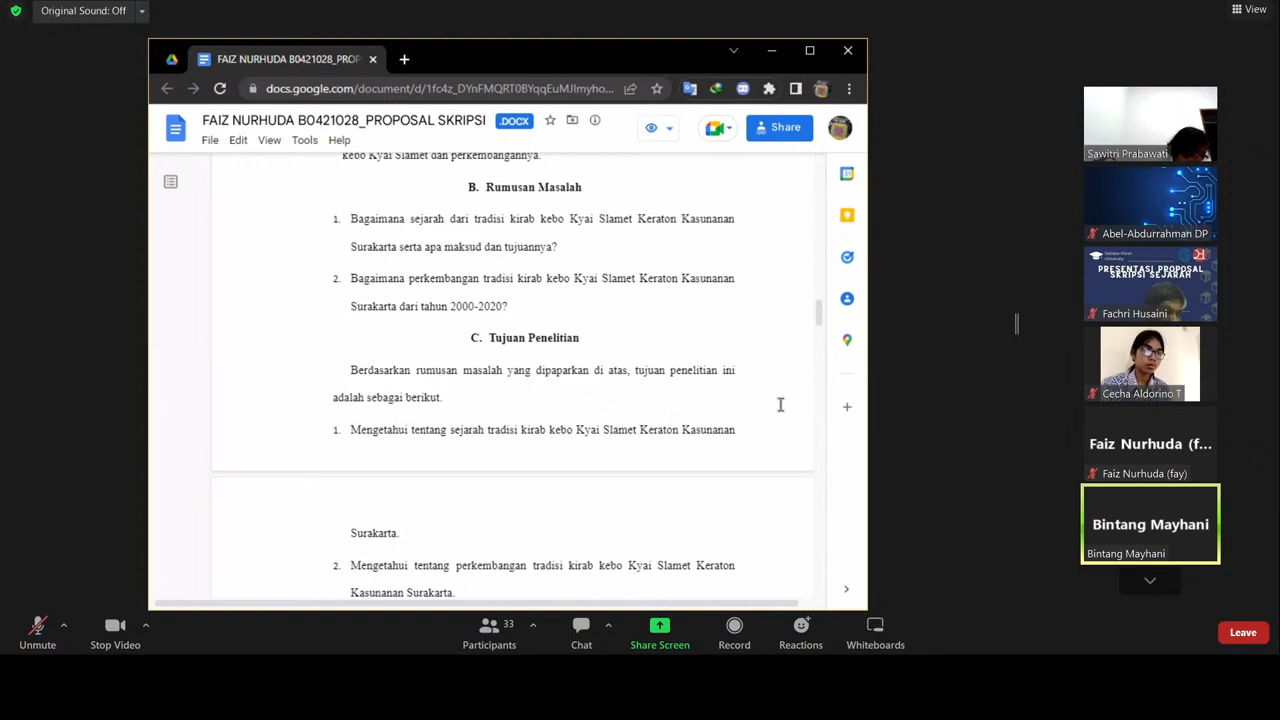 Original Sound: Off
View
FAIZ NURHUDA B0421028_PROP
docs.google.com/document/d/1fc4z_DYnFMQRT0BYqqEuMJlmyho...
FAIZ NURHUDA B0421028_PROPOSAL SKRIPSI
.DOCX
Share
File Edit View Tools Help
kebo Kyai Slamet dan perkembangannya.
B. Rumusan Masalah
1. Bagaimana sejarah dari tradisi kirab kebo Kyai Slamet Keraton Kasunanan
Surakarta serta apa maksud dan tujuannya?
2. Bagaimana perkembangan tradisi kirab kebo Kyai Slamet Keraton Kasunanan
Surakarta dari tahun 2000-2020?
C. Tujuan Penelitian
Berdasarkan rumusan masalah yang dipaparkan di atas, tujuan penelitian ini
adalah sebagai berikut.
1. Mengetahui tentang sejarah tradisi kirab kebo Kyai Slamet Keraton Kasunanan
Surakarta.
2. Mengetahui tentang perkembangan tradisi kirab kebo Kyai Slamet Keraton
Kasunanan Surakarta.
Sawitri Prabawati
Abel-Abdurrahman DP
PRESENTASI PROPOSAL
SKRIPSI SEJARAH
Fachri Husaini
Cecha Aldorino T
Faiz Nurhuda (f...
Faiz Nurhuda (fay)
Bintang Mayhani
Bintang Mayhani
Unmute
Stop Video
33
Participants
Chat
Share Screen
Record
Reactions
Whiteboards
Leave